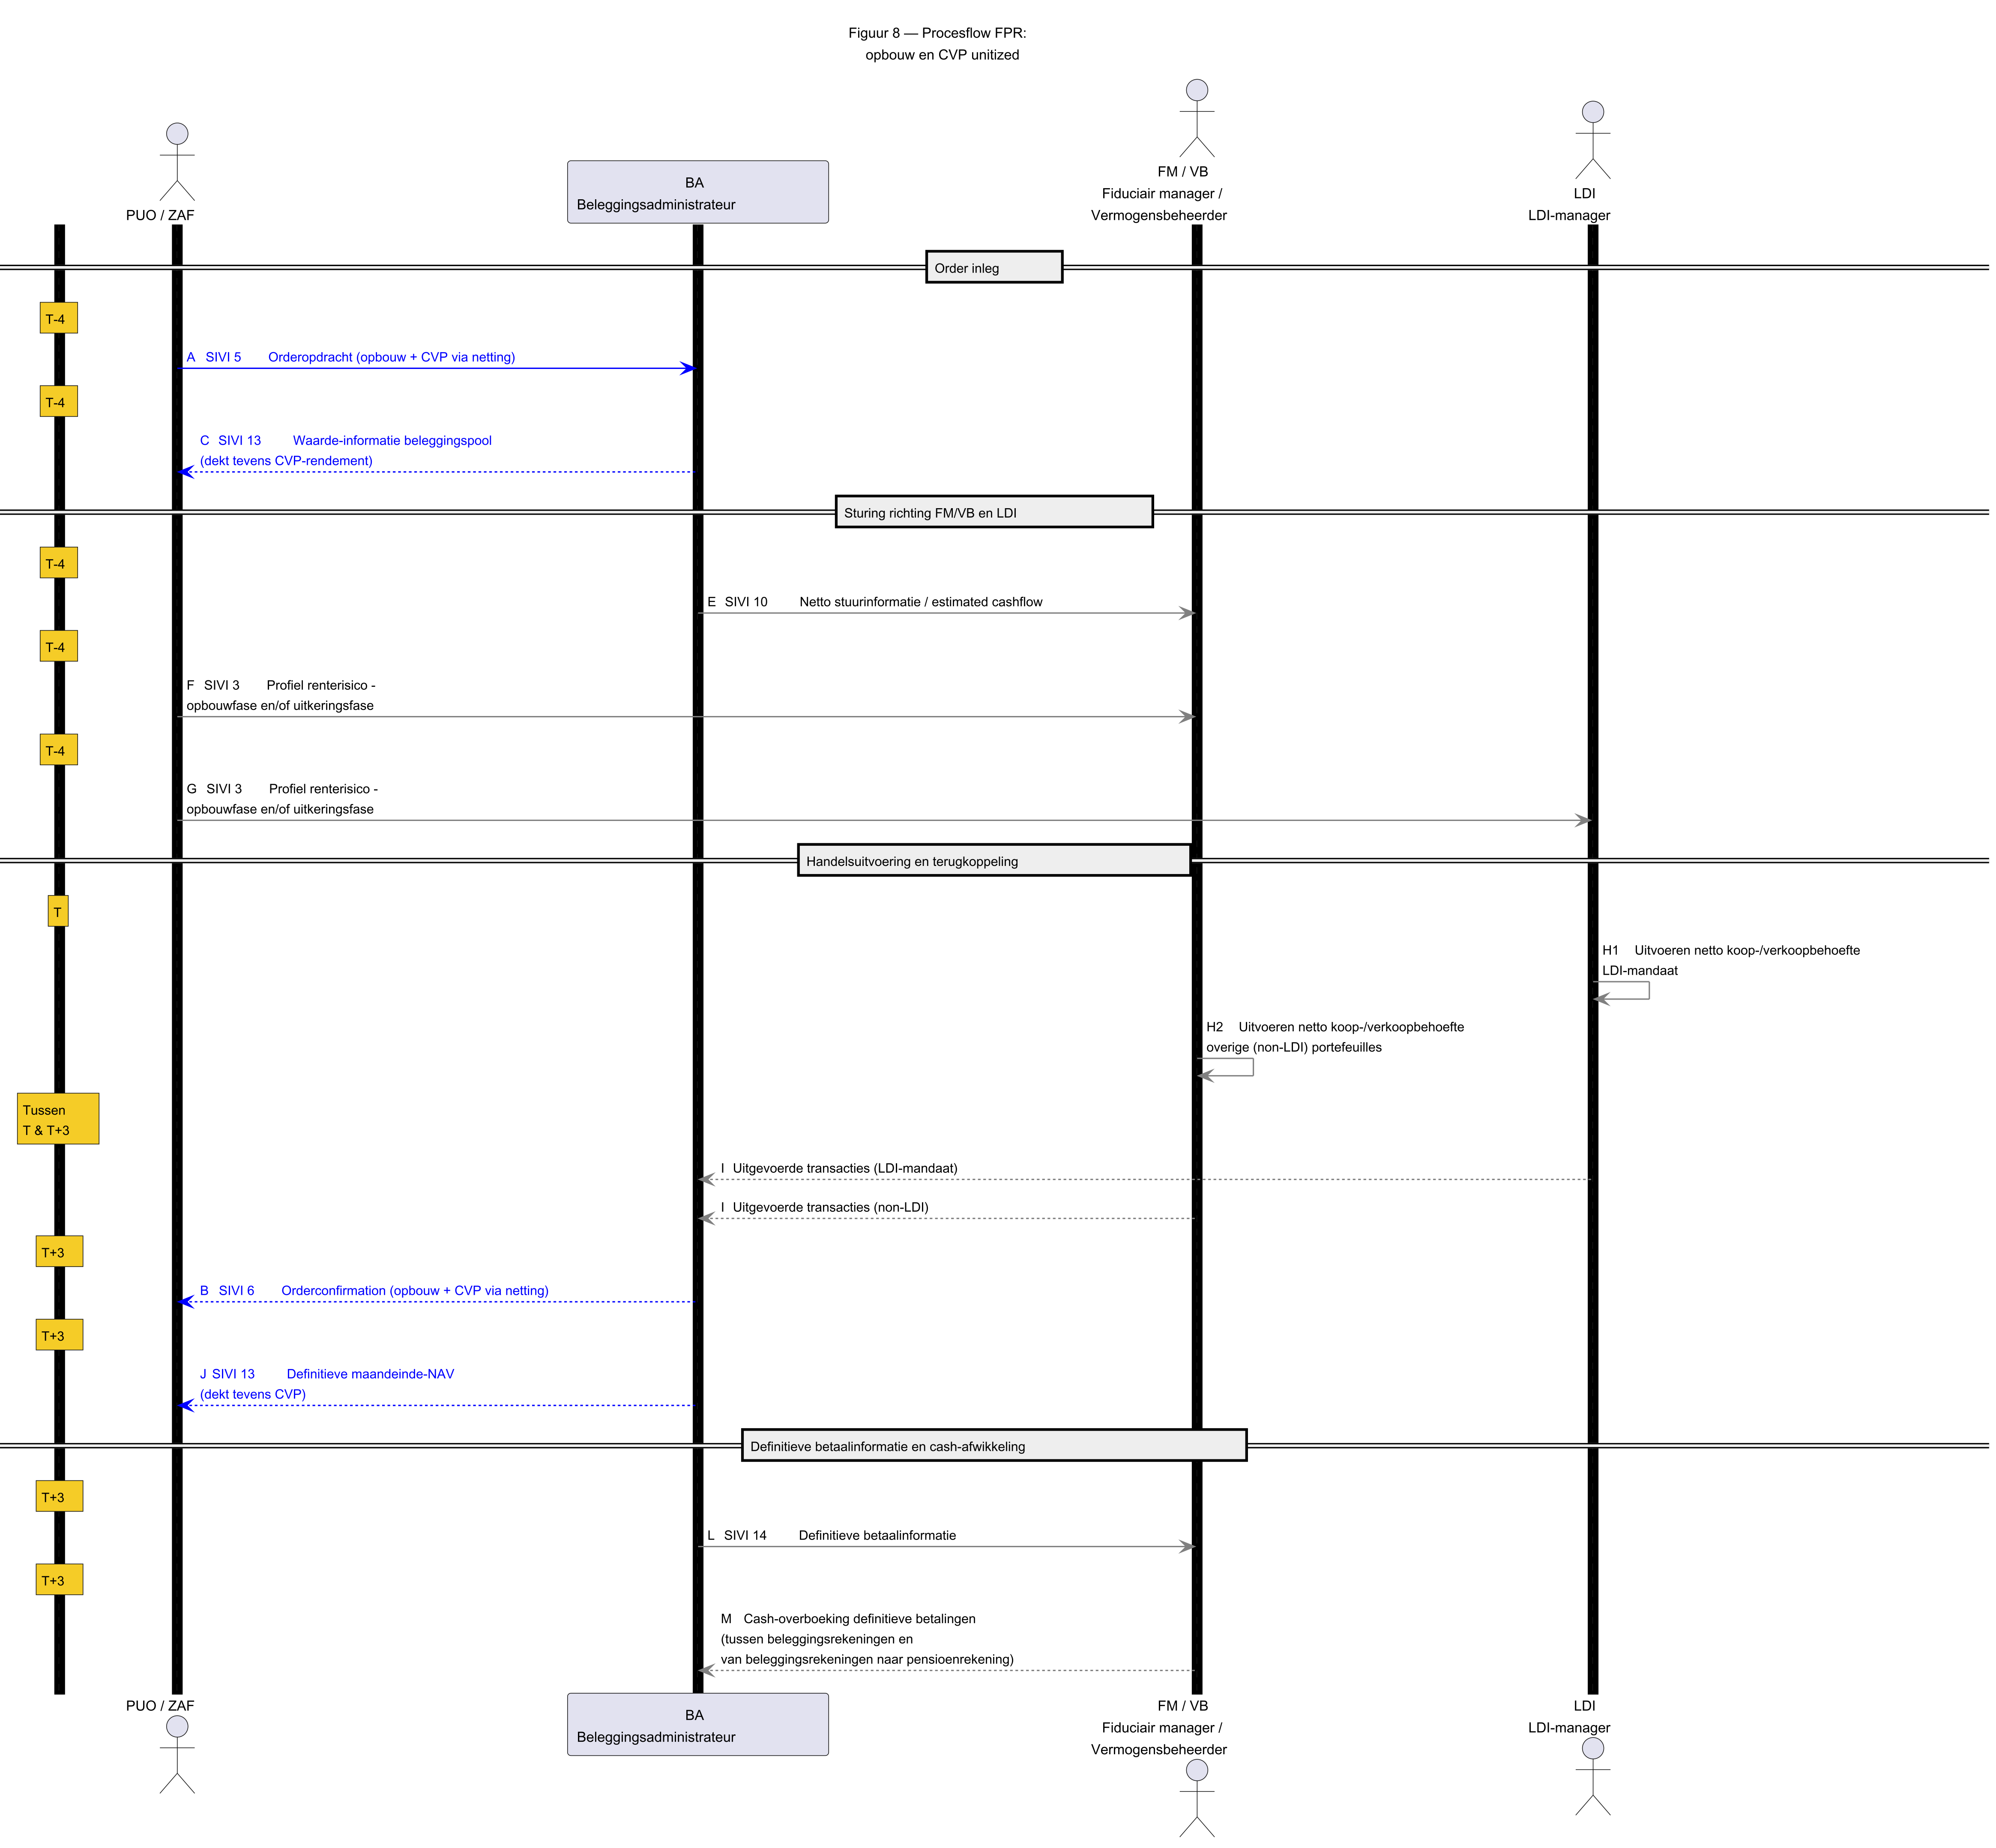 Figuur 8 — Procesflow FPR:
opbouw en CVP unitized
PUO / ZAF
BA
Beleggingsadministrateur
FM / VB
Fiduciair manager /
Vermogensbeheerder
LDI
LDI-manager
Order inleg
T-4
A SIVI 5 Orderopdracht (opbouw + CVP via netting)
T-4
C SIVI 13 Waarde-informatie beleggingspool
(dekt tevens CVP-rendement)
Sturing richting FM/VB en LDI
T-4
E SIVI 10 Netto stuurinformatie / estimated cashflow
T-4
F SIVI 3 Profiel renterisico -
opbouwfase en/of uitkeringsfase
T-4
G SIVI 3 Profiel renterisico -
opbouwfase en/of uitkeringsfase
Handelsuitvoering en terugkoppeling
T
H1 Uitvoeren netto koop-/verkoopbehoefte
LDI-mandaat
H2 Uitvoeren netto koop-/verkoopbehoefte
overige (non-LDI) portefeuilles
Tussen
T & T+3
I Uitgevoerde transacties (LDI-mandaat)
I Uitgevoerde transacties (non-LDI)
T+3
B SIVI 6 Orderconfirmation (opbouw + CVP via netting)
T+3
J SIVI 13 Definitieve maandeinde-NAV
(dekt tevens CVP)
Definitieve betaalinformatie en cash-afwikkeling
T+3
L SIVI 14 Definitieve betaalinformatie
T+3
M Cash-overboeking definitieve betalingen
(tussen beleggingsrekeningen en
van beleggingsrekeningen naar pensioenrekening)
PUO / ZAF
BA
Beleggingsadministrateur
FM / VB
Fiduciair manager /
Vermogensbeheerder
LDI
LDI-manager